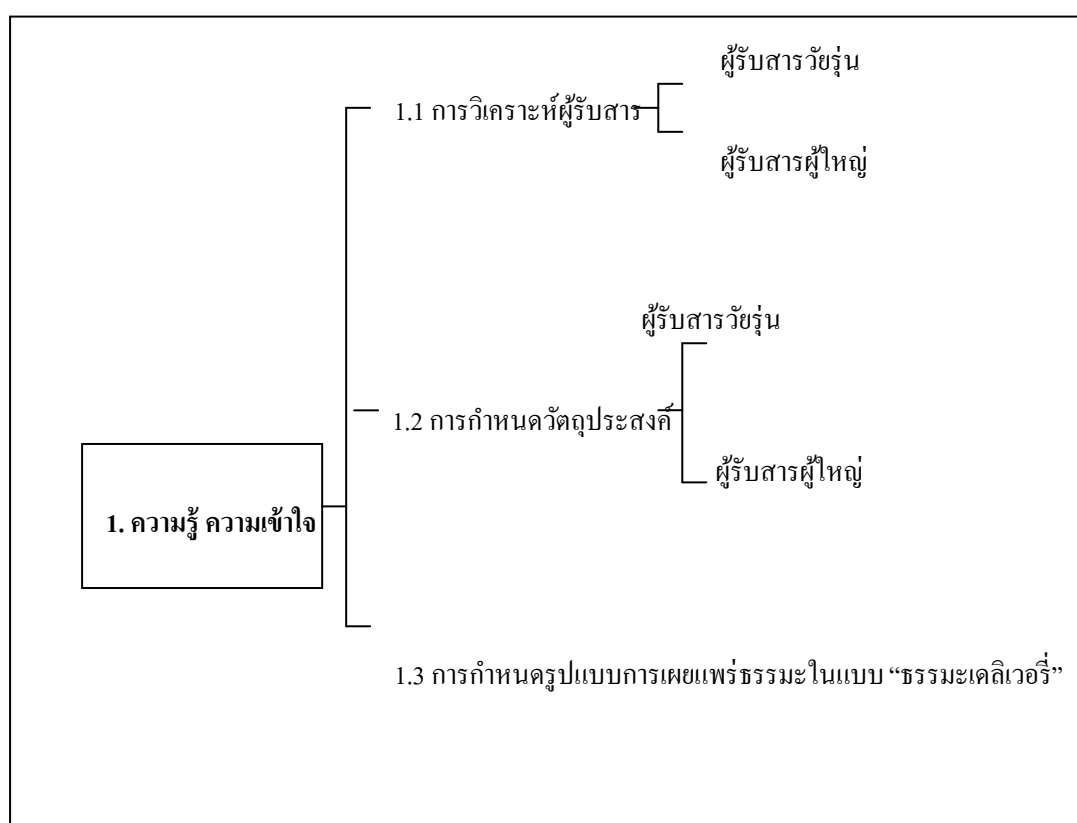 ผู้รับสารวัยรุ่น
1.1 การวิเคราะห์ผู้รับสาร
ผู้รับสารผู้ใหญ่
ผู้รับสารวัยรุ่น
1.2 การกำหนดวัตถุประสงค์
ผู้รับสารผู้ใหญ่
1. ความรู้ ความเข้าใจ
1.3 การกำหนดรูปแบบการเผยแพร่ธรรมะในแบบ “ธรรมะเดลิเวอรี่”